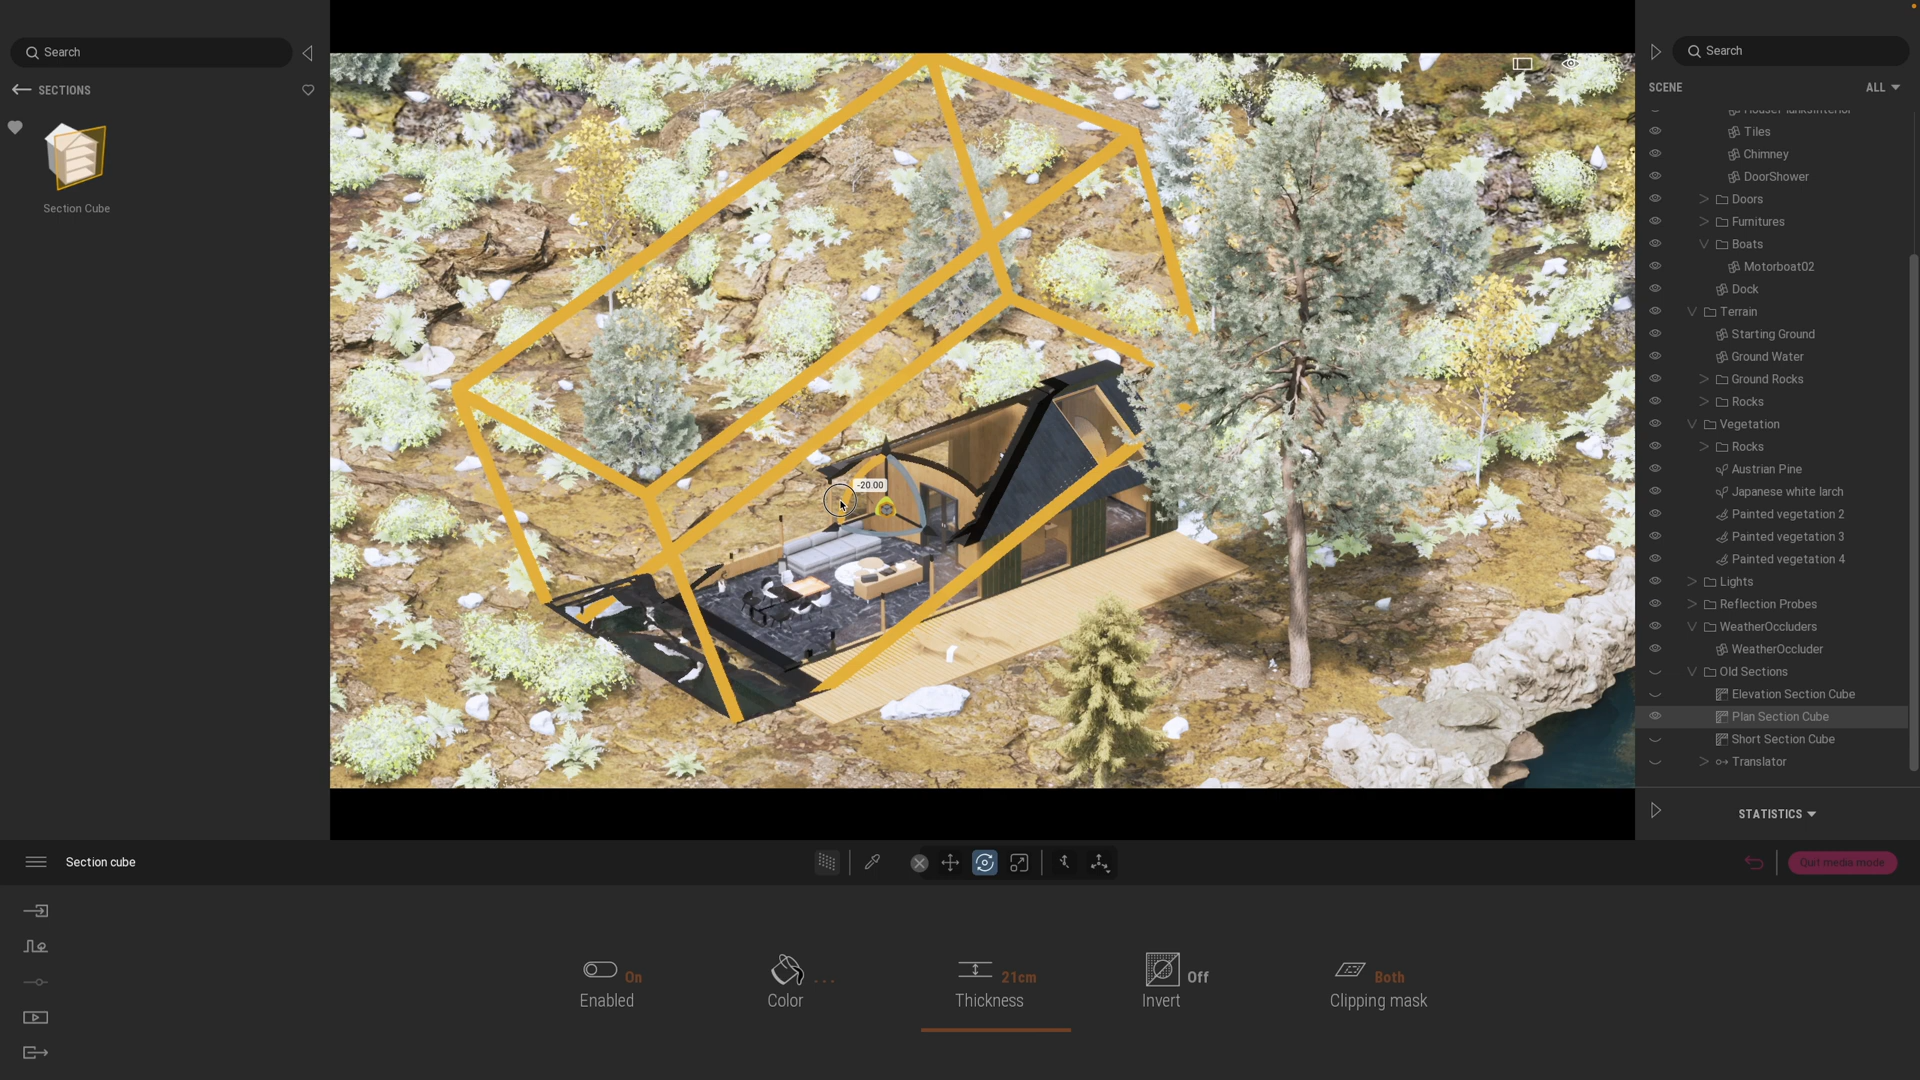 Search
SECTIONS
Section Cube
-20.00
Search
SCENE
ALL
HousePlanksInterior
Tiles
Chimney
DoorShower
Doors
Furnitures
Boats
Motorboat02
Dock
Terrain
Starting Ground
Ground Water
Ground Rocks
Rocks
Vegetation
Rocks
Austrian Pine
Japanese white larch
Painted vegetation 2
Painted vegetation 3
Painted vegetation 4
Lights
Reflection Probes
WeatherOccluders
WeatherOccluder
Old Sections
Elevation Section Cube
Plan Section Cube
Short Section Cube
Translator
STATISTICS
Section cube
Quit media mode
On
Enabled
...
Color
21cm
Thickness
Off
Invert
Both
Clipping mask